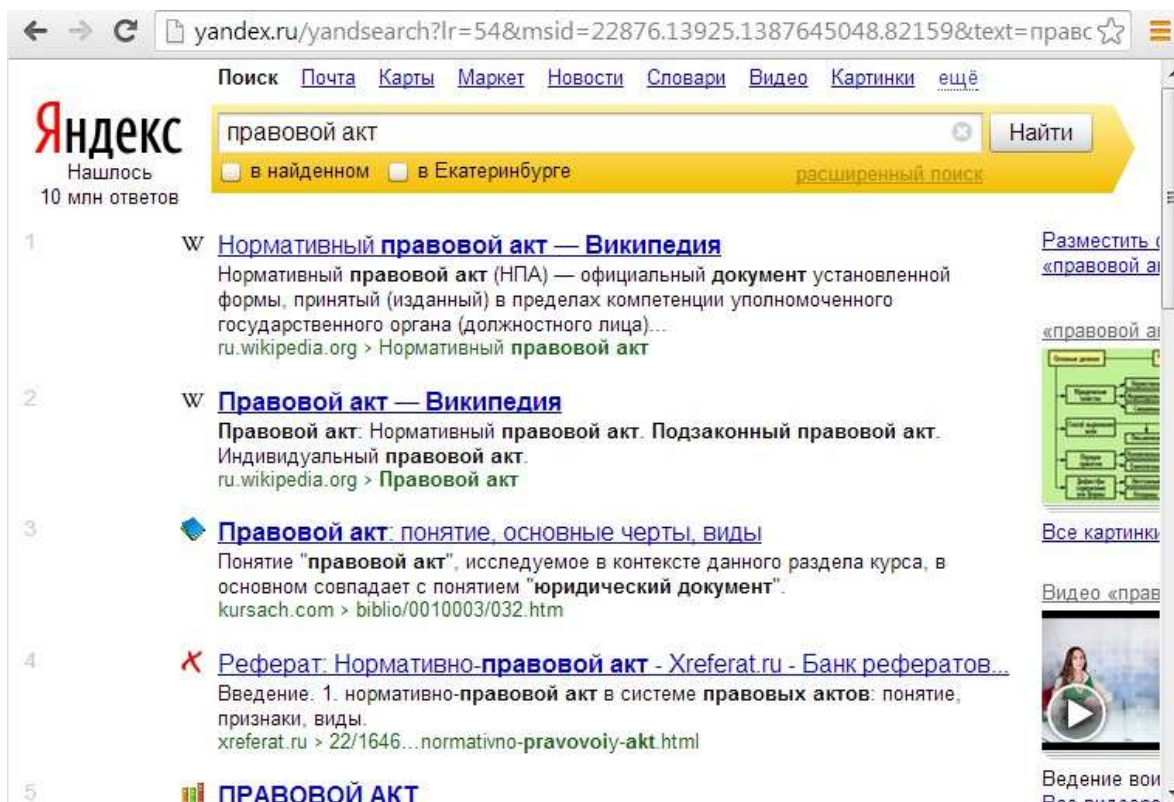 yandex.ru/yandsearch?lr=54&msid=22876.13925.1387645048.82159&text=правс
Поиск Почта Карты Маркет Новости Словари Видео Картинки ещё
Яндекс
правовой акт
Найти
в найденном в Екатеринбурге расширенный поиск
Нашлось
10 млн ответов
1
W Нормативный правовой акт — Википедия
Нормативный правовой акт (НПА) — официальный документ установленной
формы, принятый (изданный) в пределах компетенции уполномоченного
государственного органа (должностного лица)...
ru.wikipedia.org > Нормативный правовой акт
2
W Правовой акт — Википедия
Правовой акт: Нормативный правовой акт. Подзаконный правовой акт.
Индивидуальный правовой акт.
ru.wikipedia.org > Правовой акт
3
Правовой акт: понятие, основные черты, виды
Понятие "правовой акт", исследуемое в контексте данного раздела курса, в
основном совпадает с понятием "юридический документ".
kursach.com > biblio/0010003/032.htm
4
Реферат: Нормативно-правовой акт - Xreferat.ru - Банк рефератов...
Введение. 1. нормативно-правовой акт в системе правовых актов: понятие,
признаки, виды.
xreferat.ru > 22/1646...normativno-pravovoiy-akt.html
5
ПРАВОВОЙ АКТ
Разместить
«правовой
«правовой
Все картинки
Видео «прав
Ведение вои